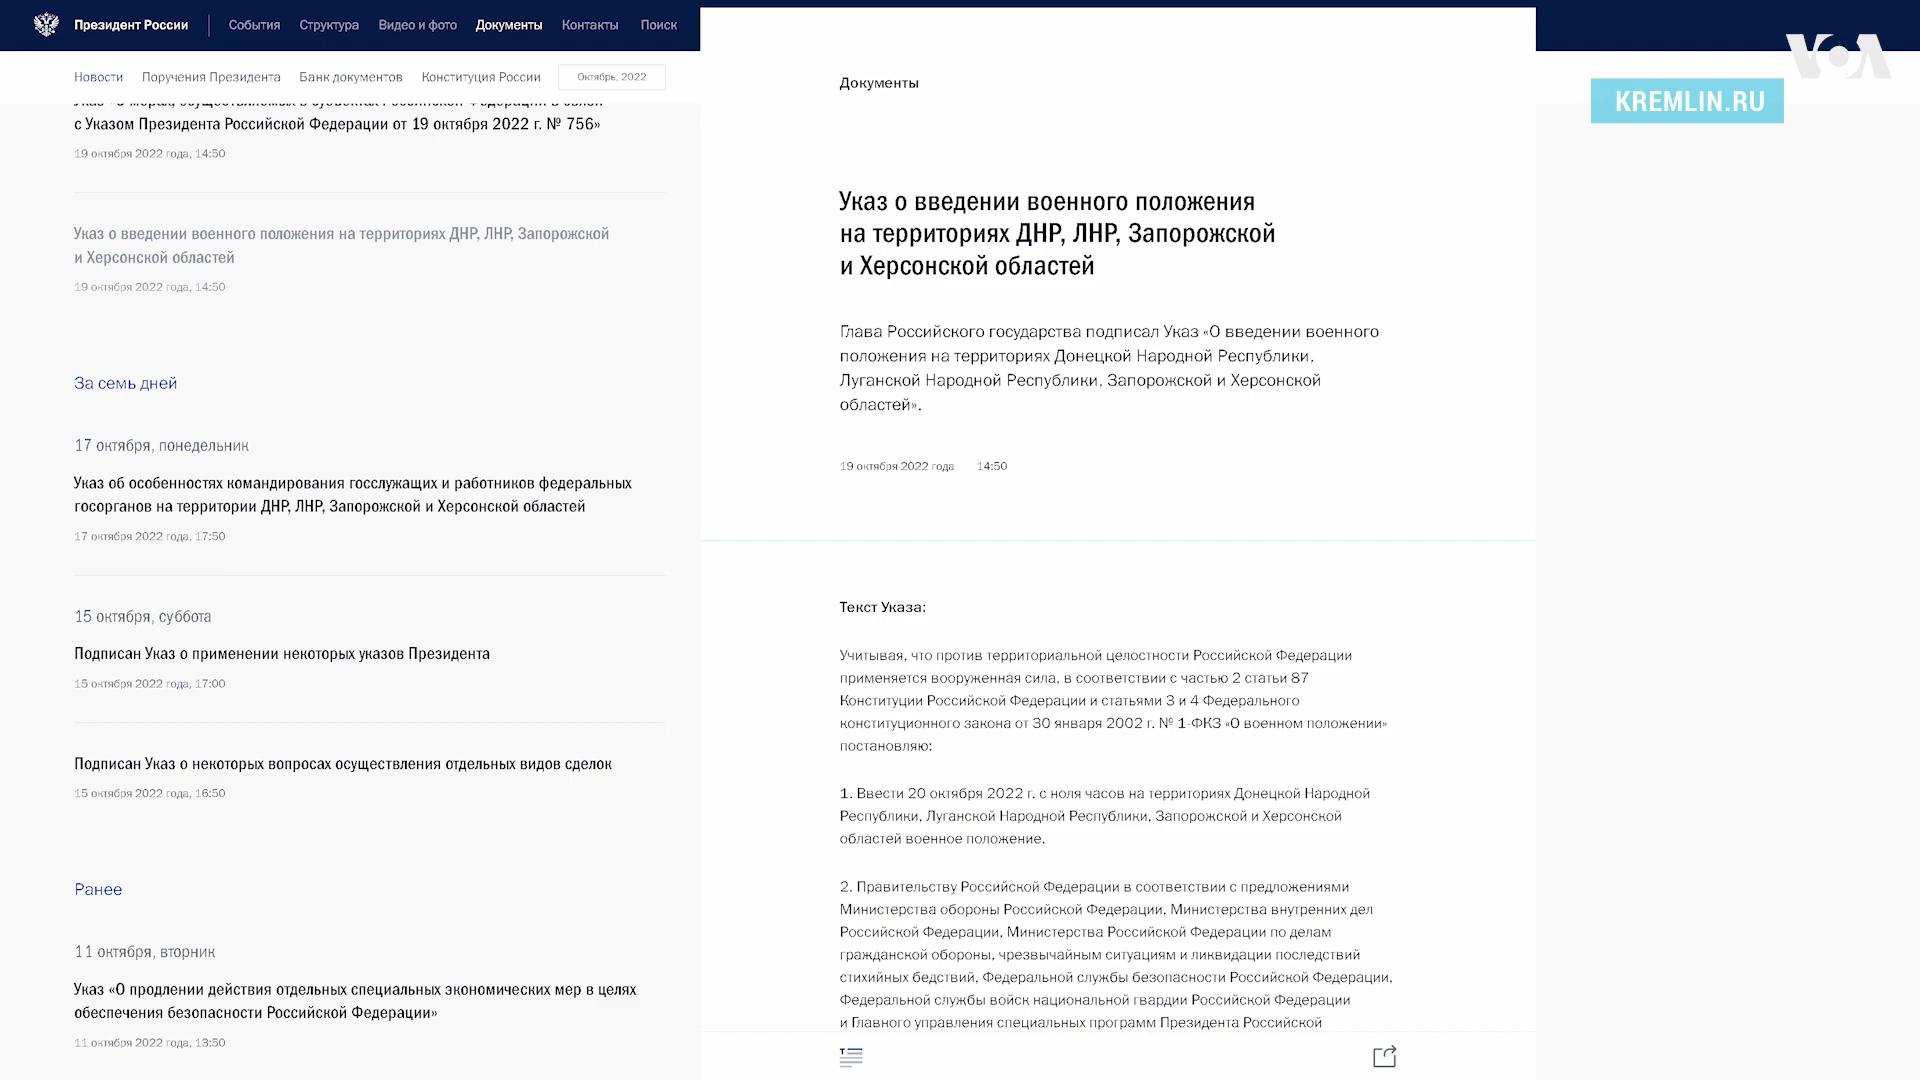 Президент России
События
Структура
Видео и фото
Документы
Контакты
Поиск
VOA
KREMLIN.RU
Новости
Поручения Президента
Банк документов
Конституция России
Октябрь, 2022
Указ «О мерах, осуществляемых в субъектах Российской Федерации в связи
с Указом Президента Российской Федерации от 19 октября 2022 г. № 756»
19 октября 2022 года, 14:50
Указ о введении военного положения на территориях ДНР, ЛНР, Запорожской
и Херсонской областей
19 октября 2022 года, 14:50
За семь дней
17 октября, понедельник
Указ об особенностях командирования госслужащих и работников федеральных
госорганов на территории ДНР, ЛНР, Запорожской и Херсонской областей
17 октября 2022 года, 17:50
15 октября, суббота
Подписан Указ о применении некоторых указов Президента
15 октября 2022 года, 17:00
Подписан Указ о некоторых вопросах осуществления отдельных видов сделок
15 октября 2022 года, 16:50
Ранее
11 октября, вторник
Указ «О продлении действия отдельных специальных экономических мер в целях
обеспечения безопасности Российской Федерации»
11 октября 2022 года, 13:50
Документы
Указ о введении военного положения
на территориях ДНР, ЛНР, Запорожской
и Херсонской областей
Глава Российского государства подписал Указ «О введении военного
положения на территориях Донецкой Народной Республики,
Луганской Народной Республики, Запорожской и Херсонской
областей».
19 октября 2022 года 14:50
Текст Указа:
Учитывая, что против территориальной целостности Российской Федерации
применяется вооруженная сила, в соответствии с частью 2 статьи 87
Конституции Российской Федерации и статьями 3 и 4 Федерального
конституционного закона от 30 января 2002 г. № 1-ФКЗ «О военном положении»
постановляю:
1. Ввести 20 октября 2022 г. с ноля часов на территориях Донецкой Народной
Республики, Луганской Народной Республики, Запорожской и Херсонской
областей военное положение.
2. Правительству Российской Федерации в соответствии с предложениями
Министерства обороны Российской Федерации, Министерства внутренних дел
Российской Федерации, Министерства Российской Федерации по делам
гражданской обороны, чрезвычайным ситуациям и ликвидации последствий
стихийных бедствий, Федеральной службы безопасности Российской Федерации,
Федеральной службы войск национальной гвардии Российской Федерации
и Главного управления специальных программ Президента Российской